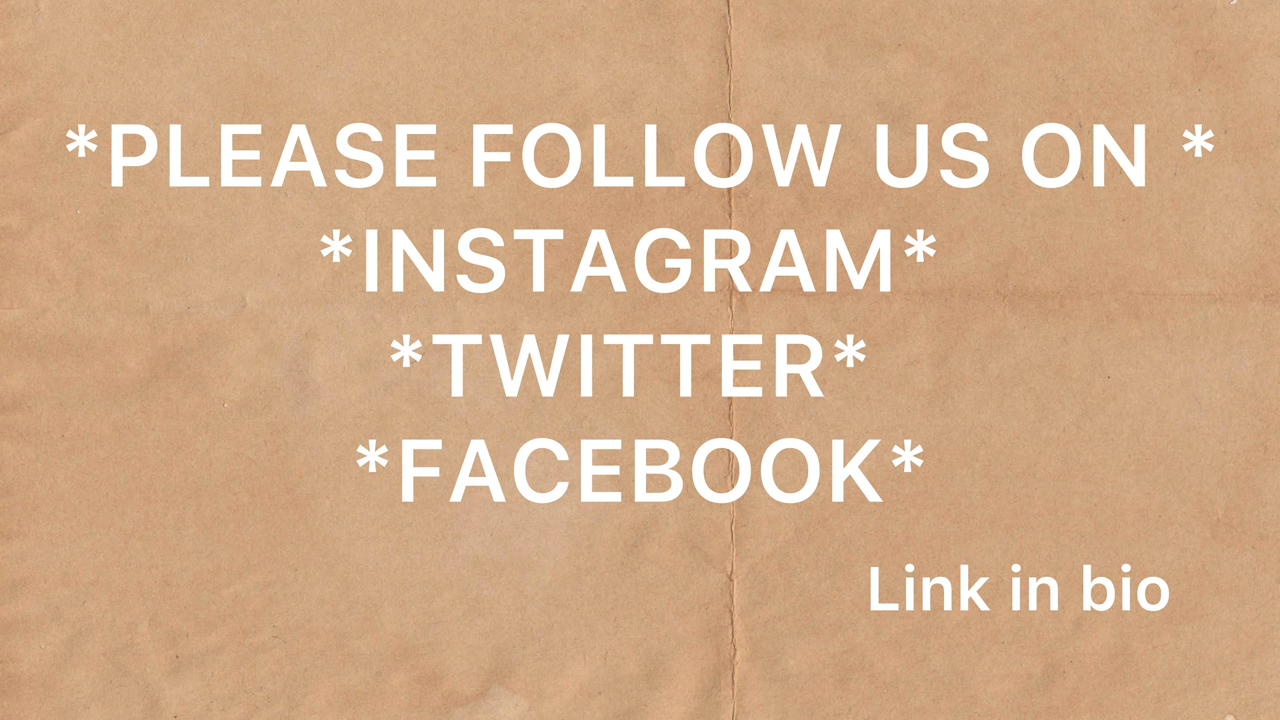 *PLEASE FOLLOW US ON *
*INSTAGRAM*
*TWITTER*
*FACEBOOK*
Link in bio